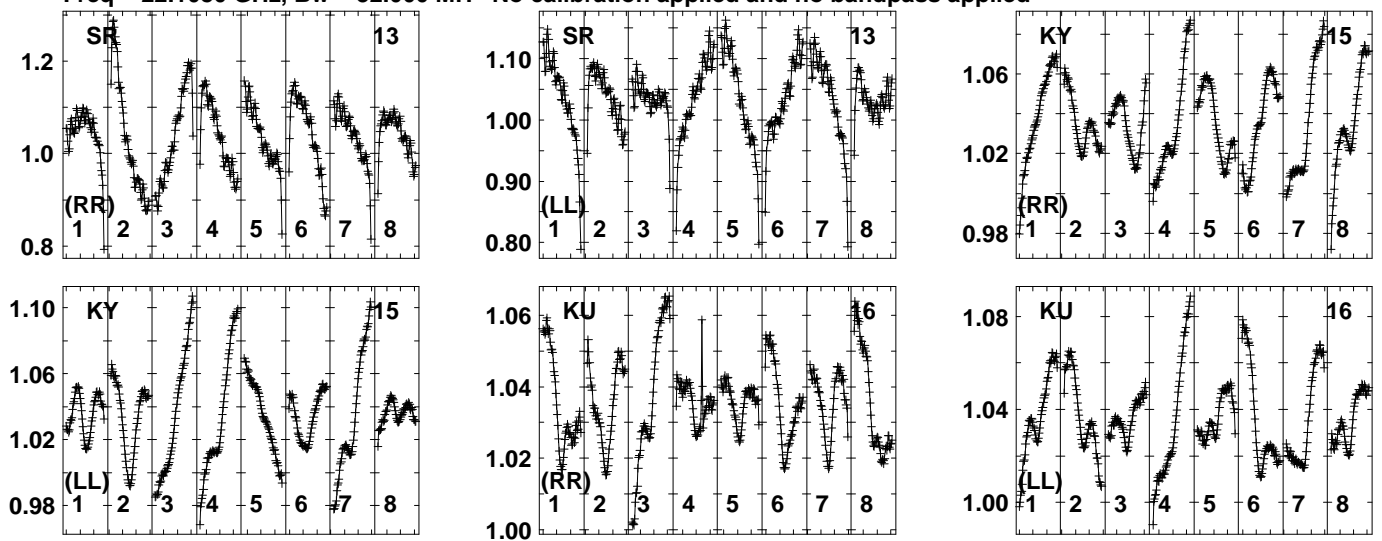 No calibration applied and no bandpass applied
SR 13
1.2
1.0
0.8
(RR)
1 2 3 4 5 6 7 8
SR 13
1.10
1.00
0.90
0.80
(LL)
1 2 3 4 5 6 7 8
KY 15
1.06
1.02
0.98
(RR)
1 2 3 4 5 6 7 8
KY 15
1.10
1.06
1.02
0.98
(LL)
1 2 3 4 5 6 7 8
KU 16
1.06
1.04
1.02
1.00
(RR)
1 2 3 4 5 6 7 8
KU 16
1.08
1.04
1.00
(LL)
1 2 3 4 5 6 7 8